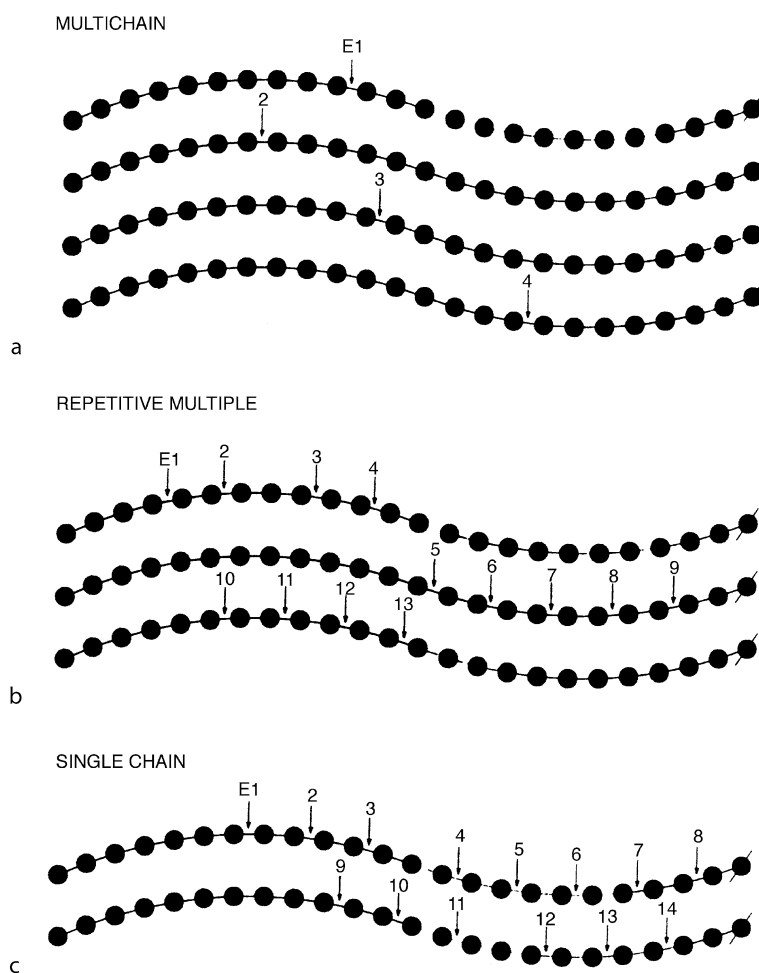 MULTICHAIN
E1
2
3
4
a
REPETITIVE MULTIPLE
E1 2 3 4
5 6 7 8 9
10 11 12 13
b
SINGLE CHAIN
E1 2 3 4 5 6 7 8
9 10 11 12 13 14
c